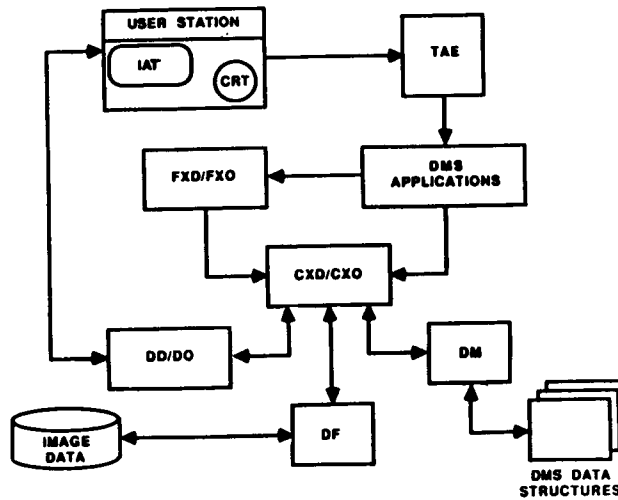 USER STATION
IAT
CRT
TAE
FXD/FXO
DMS
APPLICATIONS
CXD/CXO
DD/DO
DM
IMAGE
DATA
DF
DMS DATA
STRUCTURES